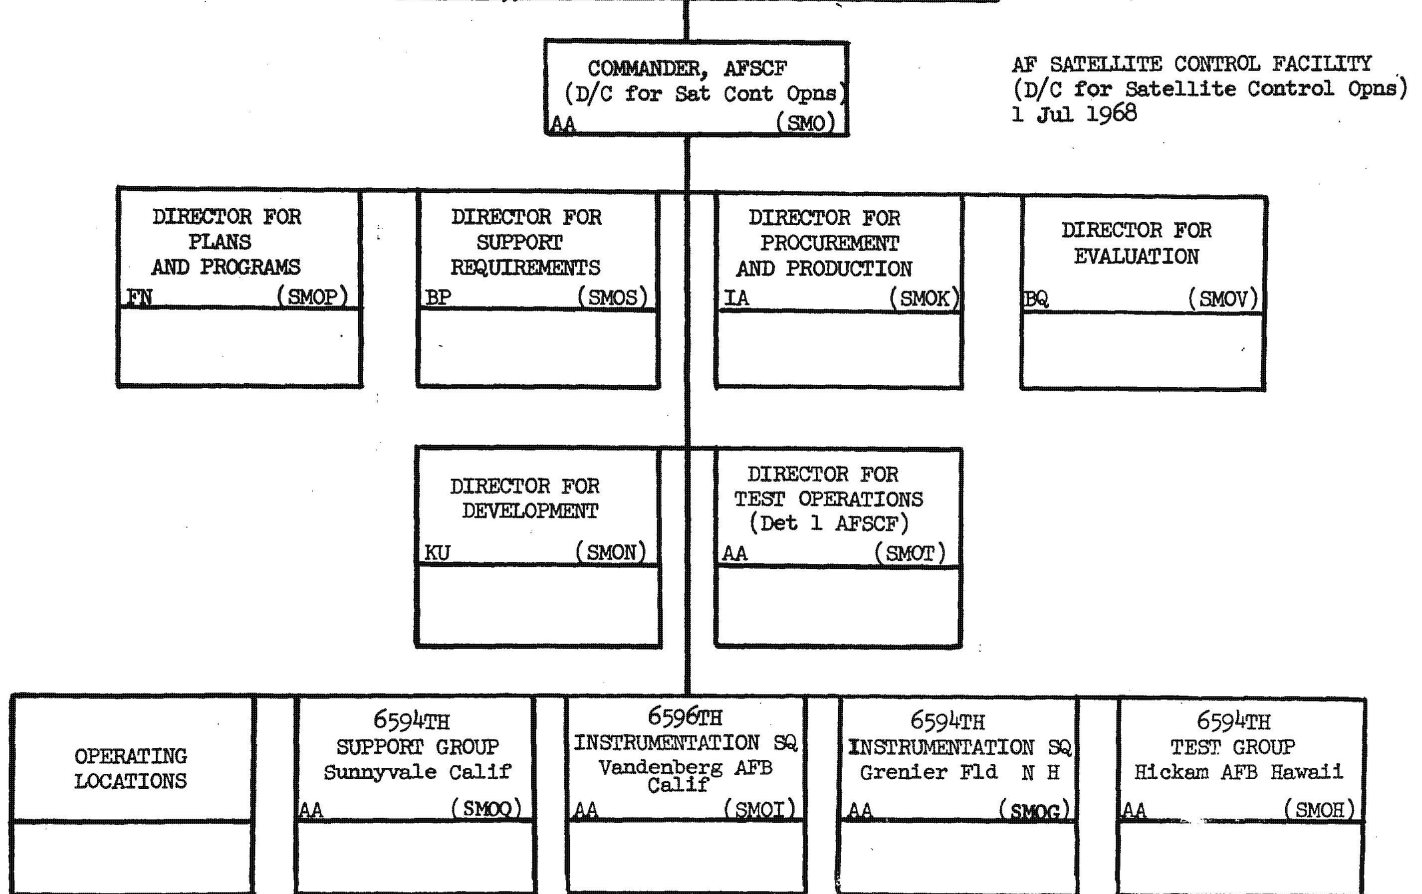 COMMANDER, AFSCF
(D/C for Sat Cont Opns)
AA (SMO)
AF SATELLITE CONTROL FACILITY
(D/C for Satellite Control Opns)
1 Jul 1968
DIRECTOR FOR
PLANS
AND PROGRAMS
FN (SMOP)
DIRECTOR FOR
SUPPORT
REQUIREMENTS
BP (SMOS)
DIRECTOR FOR
PROCUREMENT
AND PRODUCTION
IA (SMOK)
DIRECTOR FOR
EVALUATION
BQ (SMOV)
DIRECTOR FOR
DEVELOPMENT
KU (SMON)
DIRECTOR FOR
TEST OPERATIONS
(Det 1 AFSCF)
AA (SMOT)
OPERATING
LOCATIONS
6594TH
SUPPORT GROUP
Sunnyvale Calif
AA (SMOQ)
6596TH
INSTRUMENTATION SQ
Vandenberg AFB
Calif
AA (SMOI)
6594TH
INSTRUMENTATION SQ
Grenier Fld N H
AA (SMOG)
6594TH
TEST GROUP
Hickam AFB Hawaii
AA (SMOH)